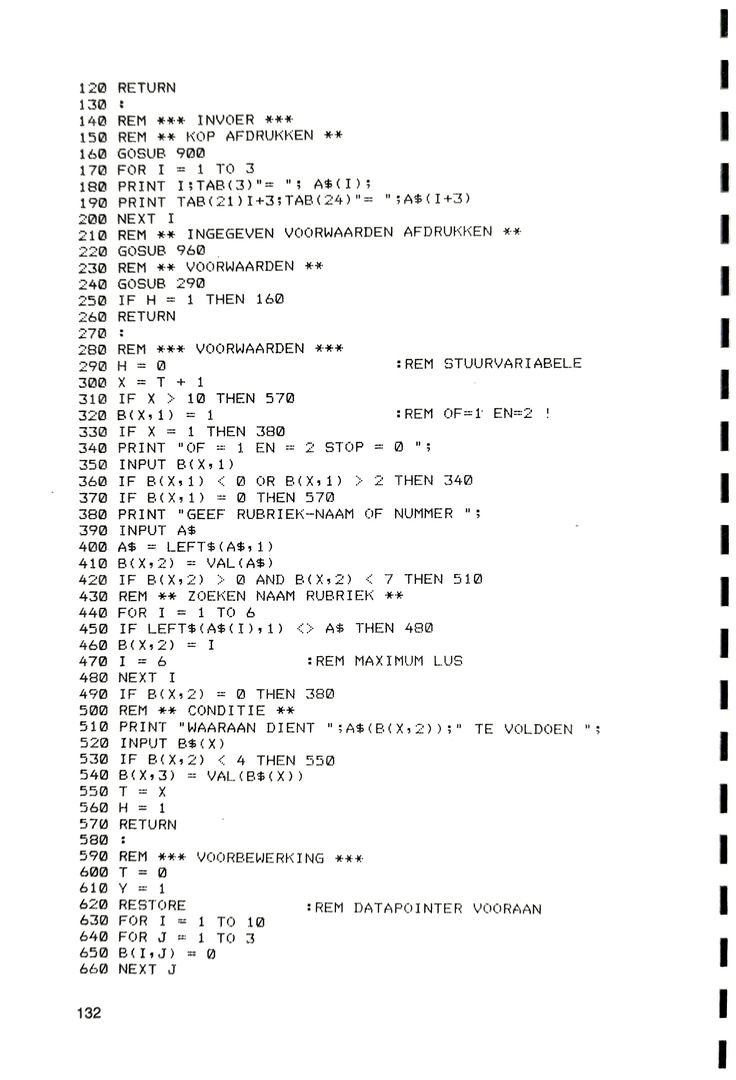 120 RETURN
130 :
140 REM *** INVOER ***
150 REM ** KOP AFDRUKKEN **
160 GOSUB 900
170 FOR I = 1 TO 3
180 PRINT I;TAB(3)"= "; A$(I);
190 PRINT TAB(21)I+3;TAB(24)"= ";A$(I+3)
200 NEXT I
210 REM ** INGEGEVEN VOORWAARDEN AFDRUKKEN **
220 GOSUB 960
230 REM ** VOORWAARDEN **
240 GOSUB 290
250 IF H = 1 THEN 160
260 RETURN
270 :
280 REM *** VOORWAARDEN ***
290 H = 0 :REM STUURVARIABELE
300 X = T + 1
310 IF X > 10 THEN 570
320 B(X,1) = 1 :REM OF=1 EN=2 !
330 IF X = 1 THEN 380
340 PRINT "OF = 1 EN = 2 STOP = 0 ";
350 INPUT B(X,1)
360 IF B(X,1) < 0 OR B(X,1) > 2 THEN 340
370 IF B(X,1) = 0 THEN 570
380 PRINT "GEEF RUBRIEK-NAAM OF NUMMER ";
390 INPUT A$
400 A$ = LEFT$(A$,1)
410 B(X,2) = VAL(A$)
420 IF B(X,2) > 0 AND B(X,2) < 7 THEN 510
430 REM ** ZOEKEN NAAM RUBRIEK **
440 FOR I = 1 TO 6
450 IF LEFT$(A$(I),1) <> A$ THEN 480
460 B(X,2) = I
470 I = 6 :REM MAXIMUM LUS
480 NEXT I
490 IF B(X,2) = 0 THEN 380
500 REM ** CONDITIE **
510 PRINT "WAARAAN DIENT ";A$(B(X,2));" TE VOLDOEN ";
520 INPUT B$(X)
530 IF B(X,2) < 4 THEN 550
540 B(X,3) = VAL(B$(X))
550 T = X
560 H = 1
570 RETURN
580 :
590 REM *** VOORBEWERKING ***
600 T = 0
610 Y = 1
620 RESTORE :REM DATAPOINTER VOORAAN
630 FOR I = 1 TO 10
640 FOR J = 1 TO 3
650 B(I,J) = 0
660 NEXT J
132